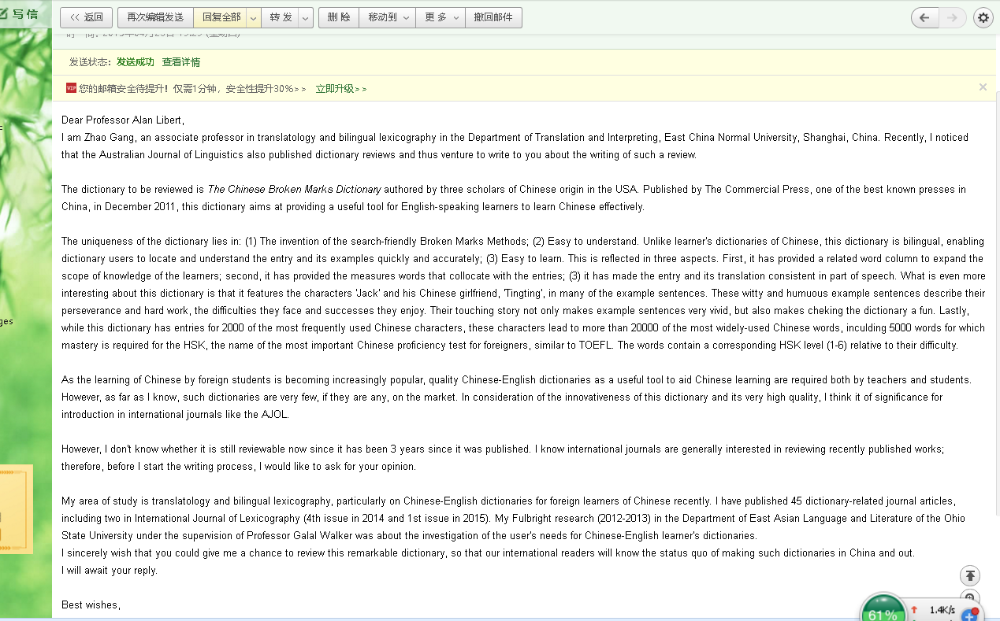 写 信
<< 返回
再次编辑发送
回复全部
转 发
删 除
移动到
更 多
撤回邮件
发送状态: 发送成功 查看详情
VIP 您的邮箱安全待提升! 仅需1分钟, 安全性提升30%>> 立即升级>>
Dear Professor Alan Libert,
I am Zhao Gang, an associate professor in translatology and bilingual lexicography in the Department of Translation and Interpreting, East China Normal University, Shanghai, China. Recently, I noticed
that the Australian Journal of Linguistics also published dictionary reviews and thus venture to write to you about the writing of such a review.
The dictionary to be reviewed is The Chinese Broken Marks Dictionary authored by three scholars of Chinese origin in the USA. Published by The Commercial Press, one of the best known presses in
China, in December 2011, this dictionary aims at providing a useful tool for English-speaking learners to learn Chinese effectively.
The uniqueness of the dictionary lies in: (1) The invention of the search-friendly Broken Marks Methods; (2) Easy to understand. Unlike learner's dictionaries of Chinese, this dictionary is bilingual, enabling
dictionary users to locate and understand the entry and its examples quickly and accurately; (3) Easy to learn. This is reflected in three aspects. First, it has provided a related word column to expand the
scope of knowledge of the learners; second, it has provided the measures words that collocate with the entries; (3) it has made the entry and its translation consistent in part of speech. What is even more
interesting about this dictionary is that it features the characters 'Jack' and his Chinese girlfriend, 'Tingting', in many of the example sentences. These witty and humuous example sentences describe their
perseverance and hard work, the difficulties they face and successes they enjoy. Their touching story not only makes example sentences very vivid, but also makes cheking the dictionary a fun. Lastly,
while this dictionary has entries for 2000 of the most frequently used Chinese characters, these characters lead to more than 20000 of the most widely-used Chinese words, inculding 5000 words for which
mastery is required for the HSK, the name of the most important Chinese proficiency test for foreigners, similar to TOEFL. The words contain a corresponding HSK level (1-6) relative to their difficulty.
As the learning of Chinese by foreign students is becoming increasingly popular, quality Chinese-English dictionaries as a useful tool to aid Chinese learning are required both by teachers and students.
However, as far as I know, such dictionaries are very few, if they are any, on the market. In consideration of the innovativeness of this dictionary and its very high quality, I think it of significance for
introduction in international journals like the AJOL.
However, I don't know whether it is still reviewable now since it has been 3 years since it was published. I know international journals are generally interested in reviewing recently published works;
therefore, before I start the writing process, I would like to ask for your opinion.
My area of study is translatology and bilingual lexicography, particularly on Chinese-English dictionaries for foreign learners of Chinese recently. I have published 45 dictionary-related journal articles,
including two in International Journal of Lexicography (4th issue in 2014 and 1st issue in 2015). My Fulbright research (2012-2013) in the Department of East Asian Language and Literature of the Ohio
State University under the supervision of Professor Galal Walker was about the investigation of the user's needs for Chinese-English learner's dictionaries.
I sincerely wish that you could give me a chance to review this remarkable dictionary, so that our international readers will know the status quo of making such dictionaries in China and out.
I will await your reply.
Best wishes,
ges
61%
1.4K/s